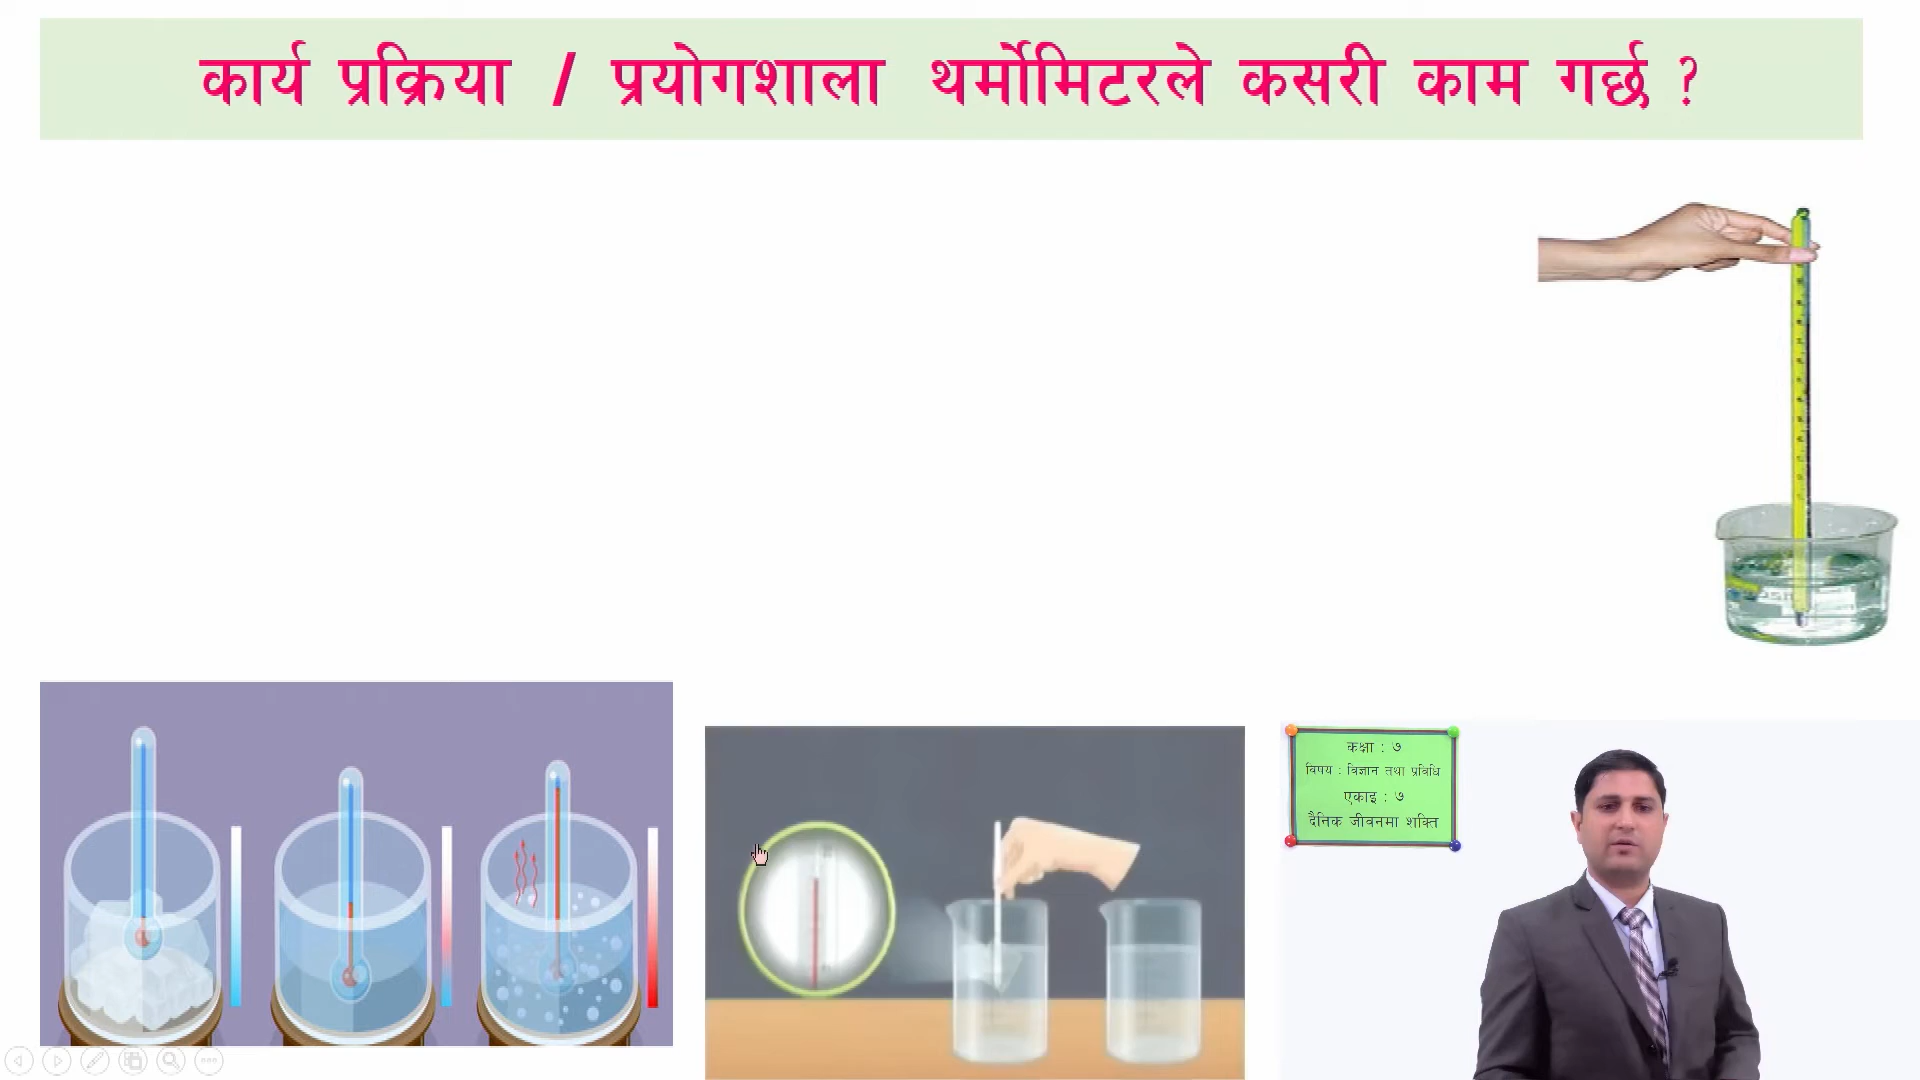 कार्य प्रक्रिया / प्रयोगशाला थर्मोमिटरले कसरी काम गर्छ ?
कक्षा : ७
विषय : विज्ञान तथा प्रविधि
एकाइ : ७
दैनिक जीवनमा शक्ति